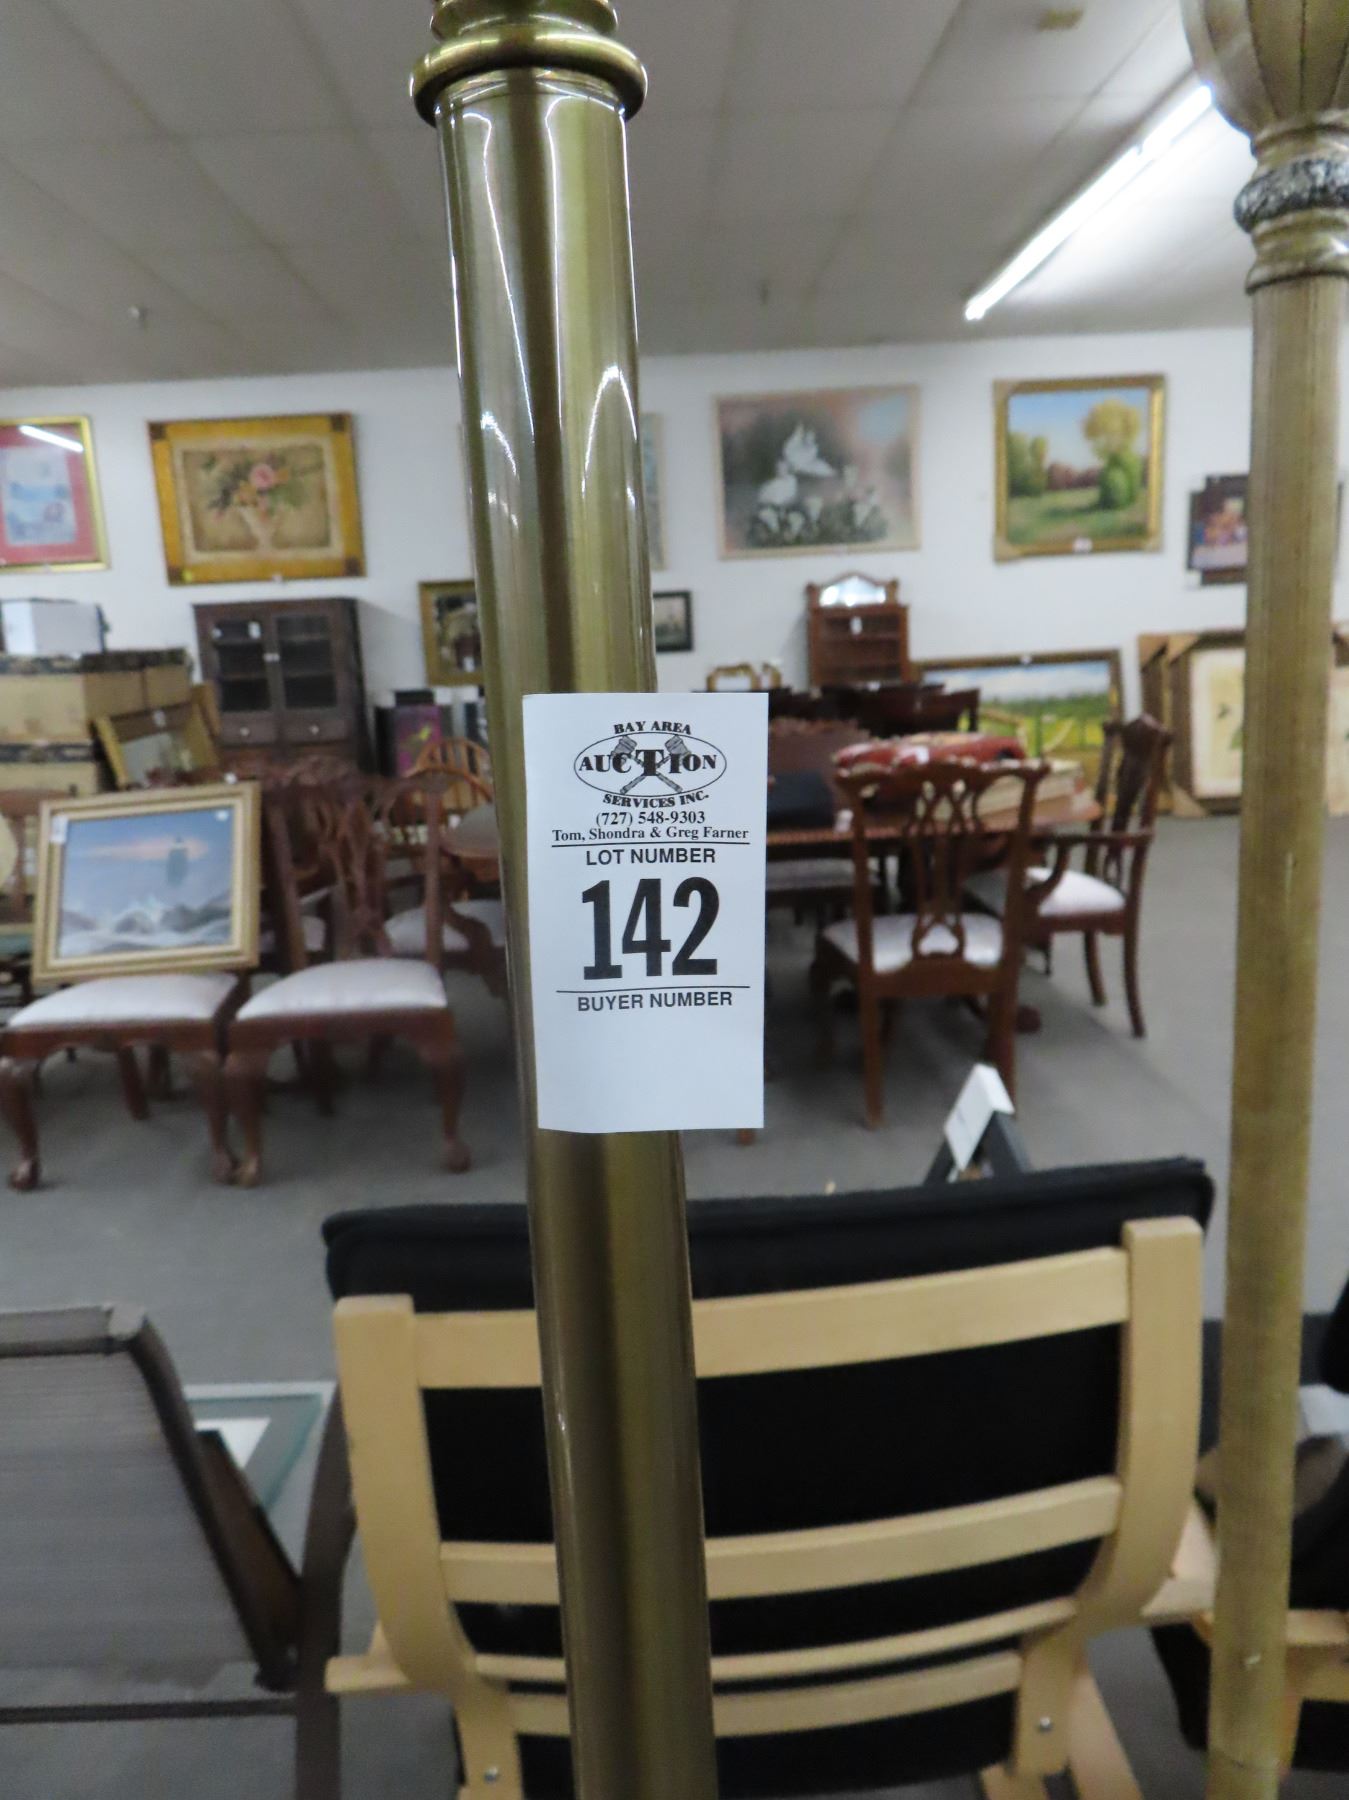 BAY AREA
AUCTION
SERVICES INC.
(727) 548-9303
Tom, Shondra & Greg Farner
LOT NUMBER
142
BUYER NUMBER